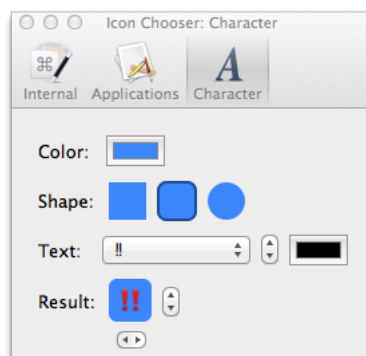 Icon Chooser: Character
Internal Applications Character
Color:
Shape:
Text: ‼
Result: ‼